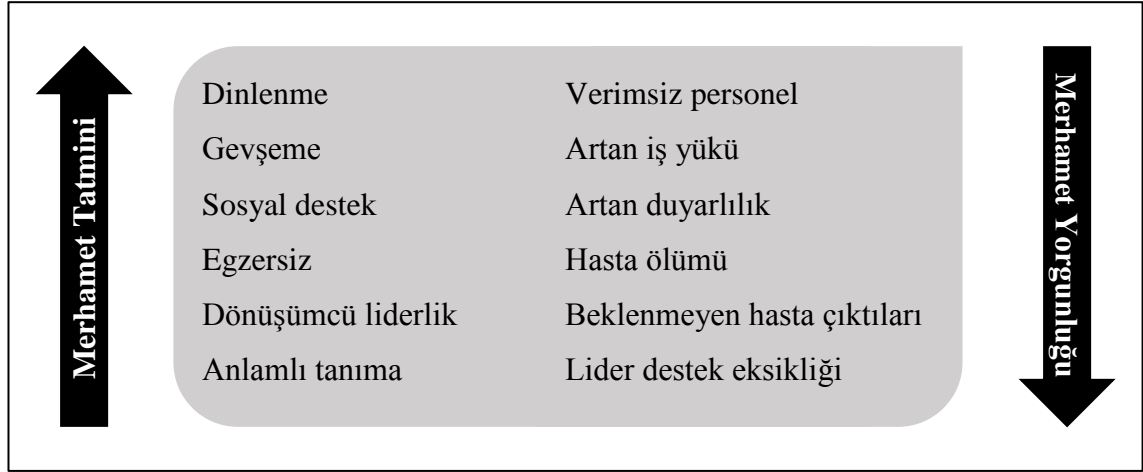 Merhamet Tatmini
Dinlenme
Gevşeme
Sosyal destek
Egzersiz
Dönüşümcü liderlik
Anlamlı tanıma
Verimsiz personel
Artan iş yükü
Artan duyarlılık
Hasta ölümü
Beklenmeyen hasta çıktıları
Lider destek eksikliği
Merhamet Yorgunluğu